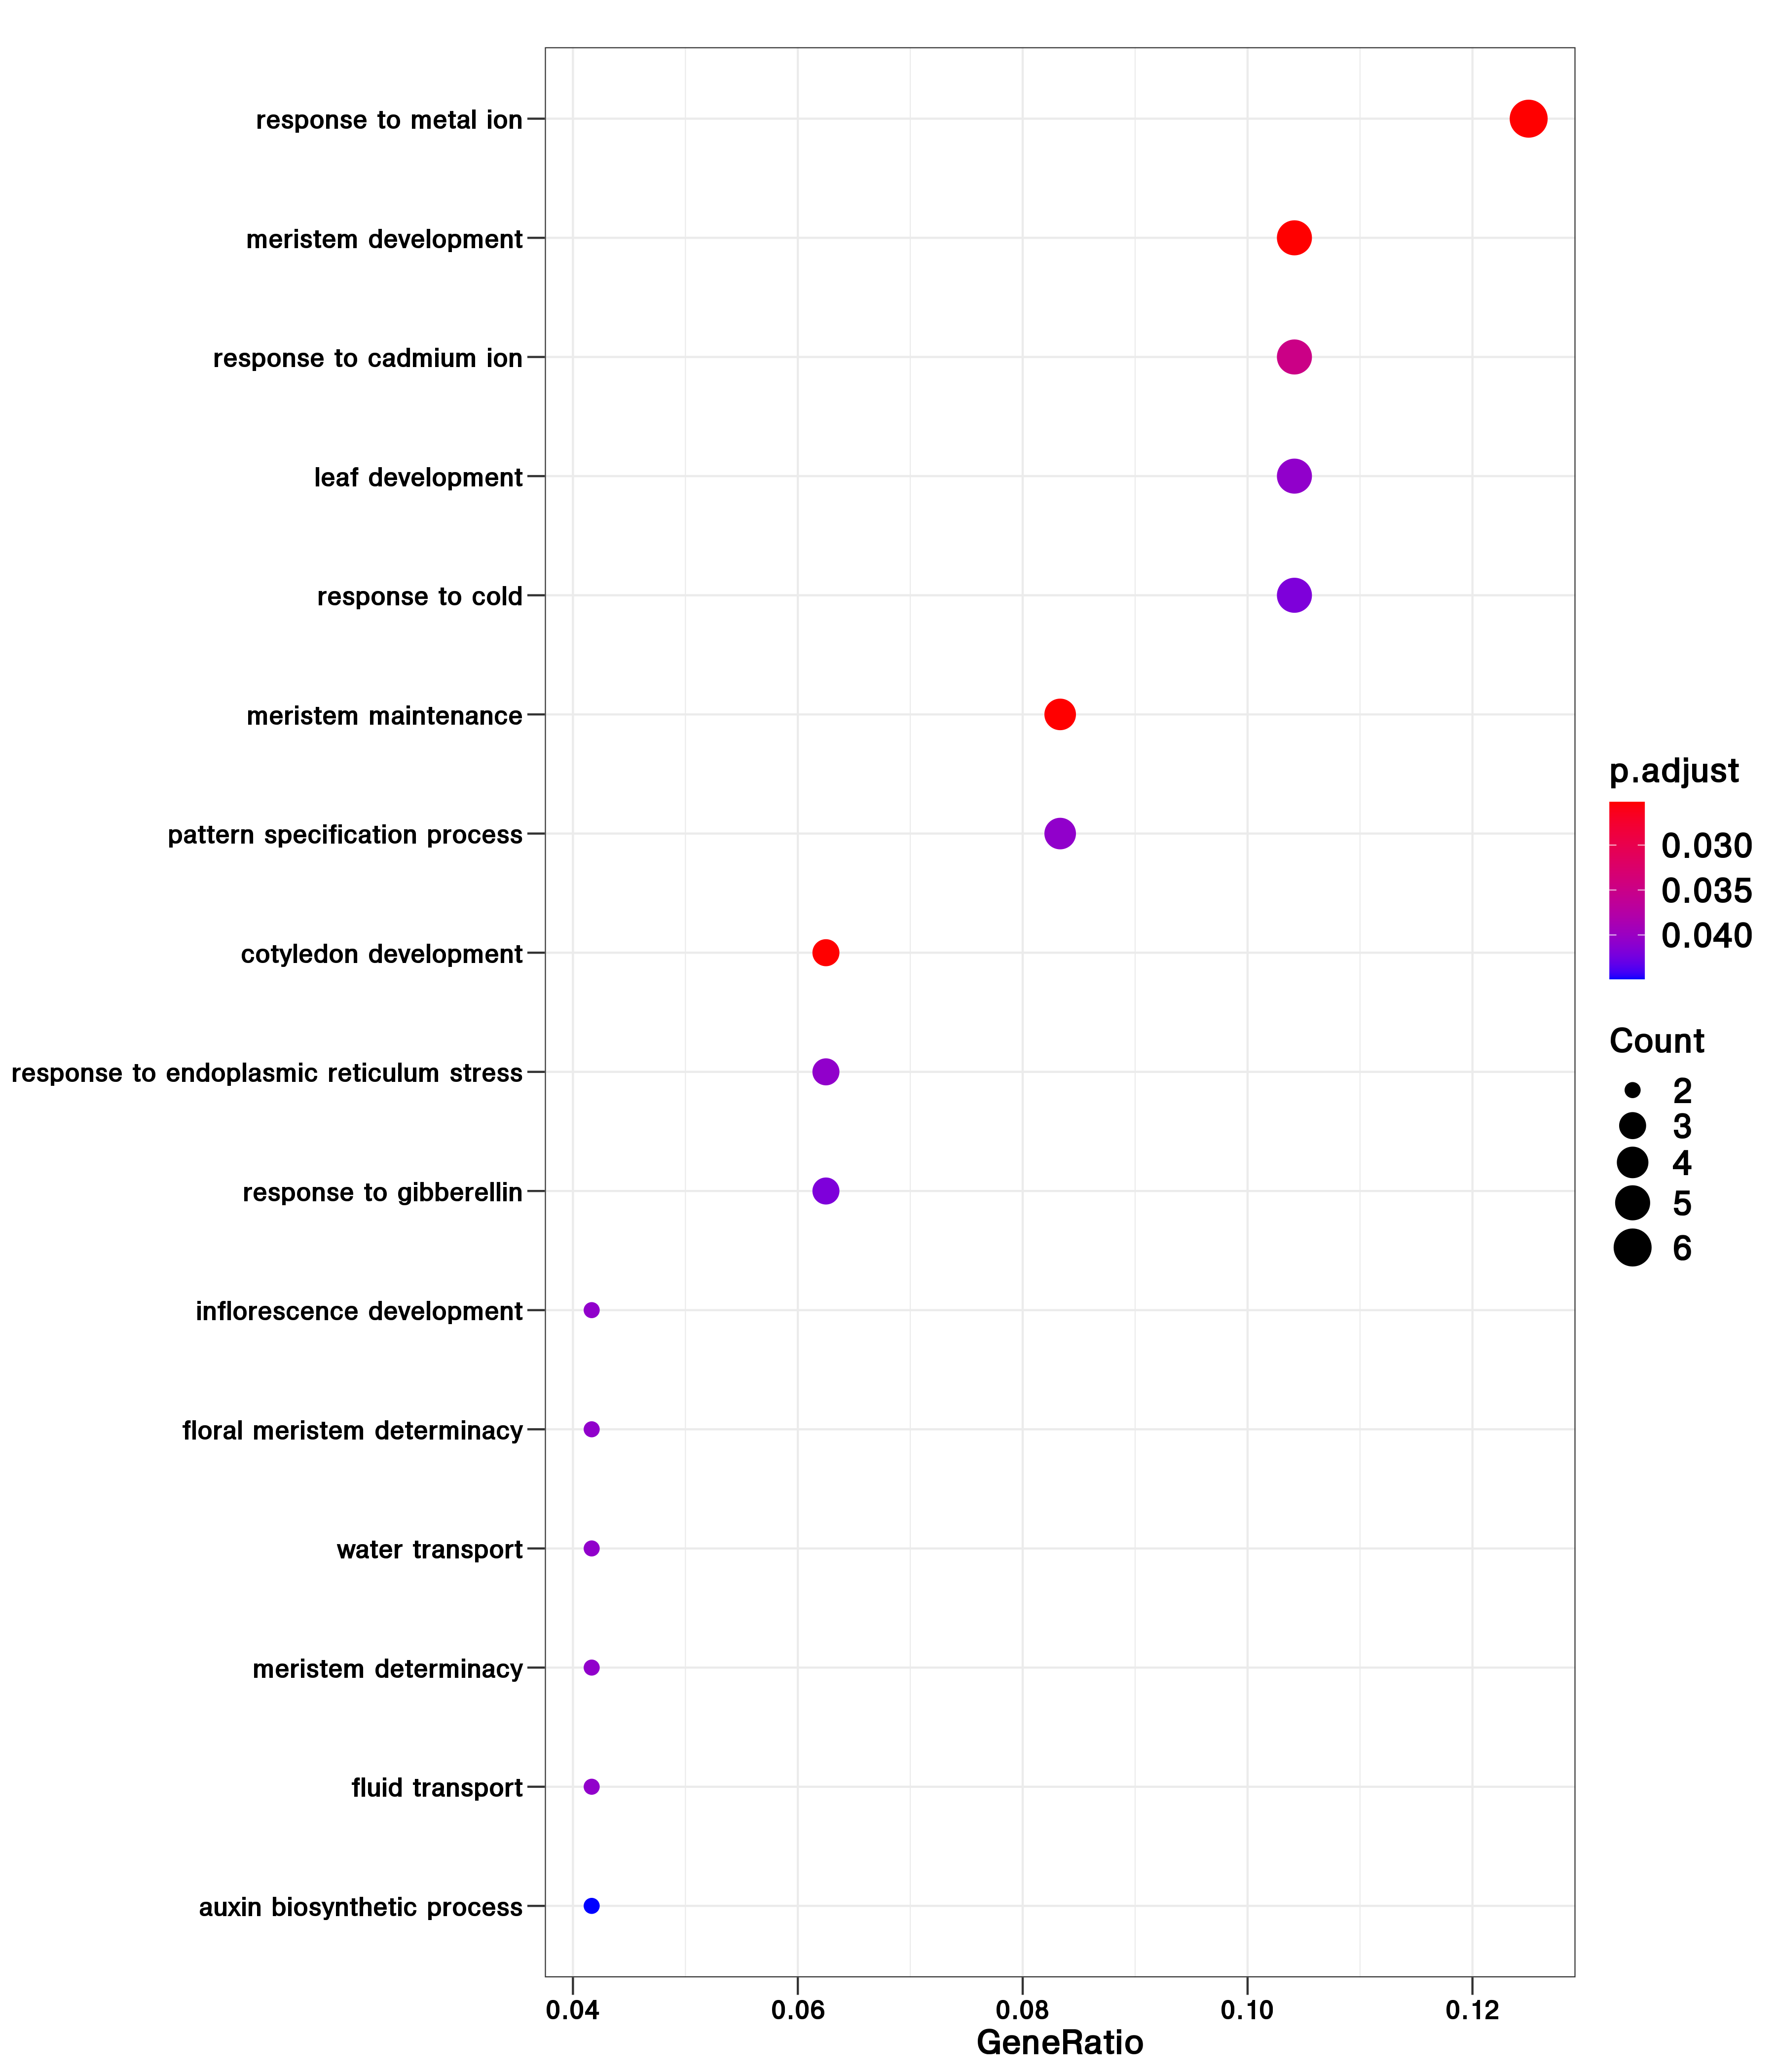 response to metal ion
meristem development
response to cadmium ion
leaf development
response to cold
meristem maintenance
pattern specification process
cotyledon development
response to endoplasmic reticulum stress
response to gibberellin
inflorescence development
floral meristem determinacy
water transport
meristem determinacy
fluid transport
auxin biosynthetic process
0.04 0.06 0.08 0.10 0.12
GeneRatio
p.adjust
0.030
0.035
0.040
Count
2
3
4
5
6